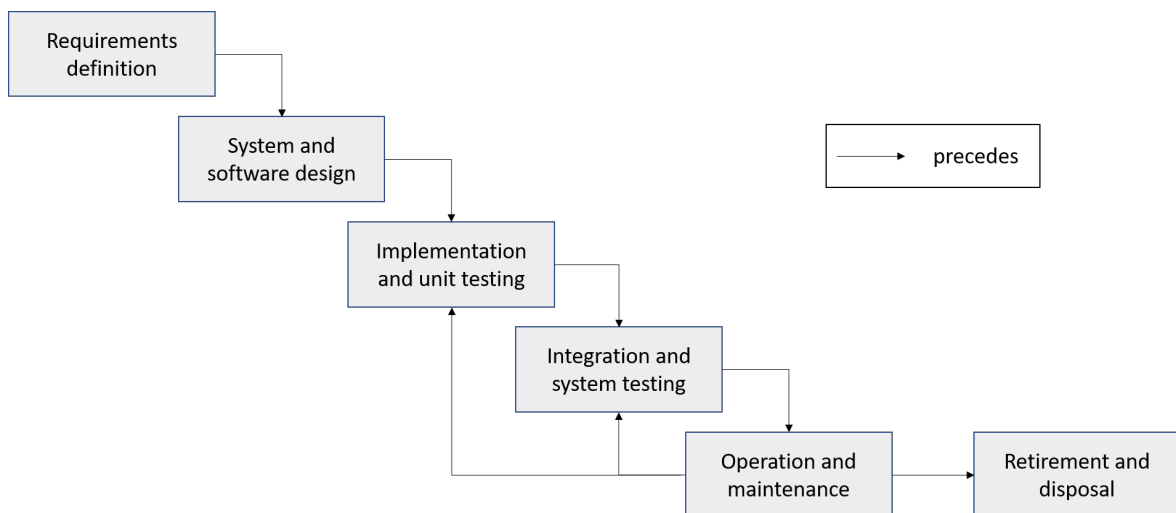 Requirements
definition
System and
software design
precedes
Implementation
and unit testing
Integration and
system testing
Operation and
maintenance
Retirement and
disposal